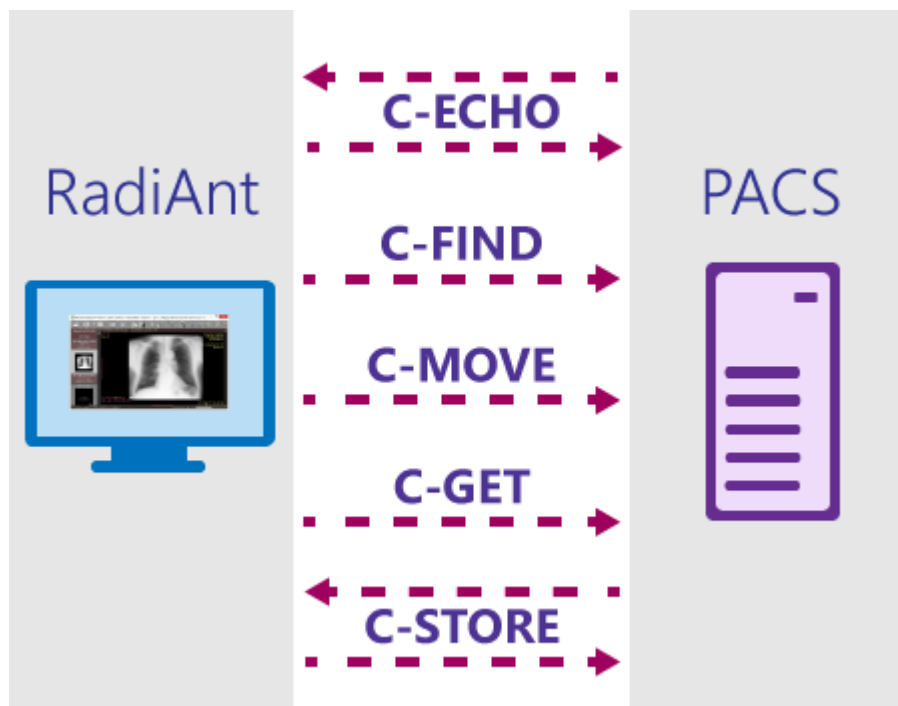 C-ECHO
RadiAnt
PACS
C-FIND
C-MOVE
C-GET
C-STORE